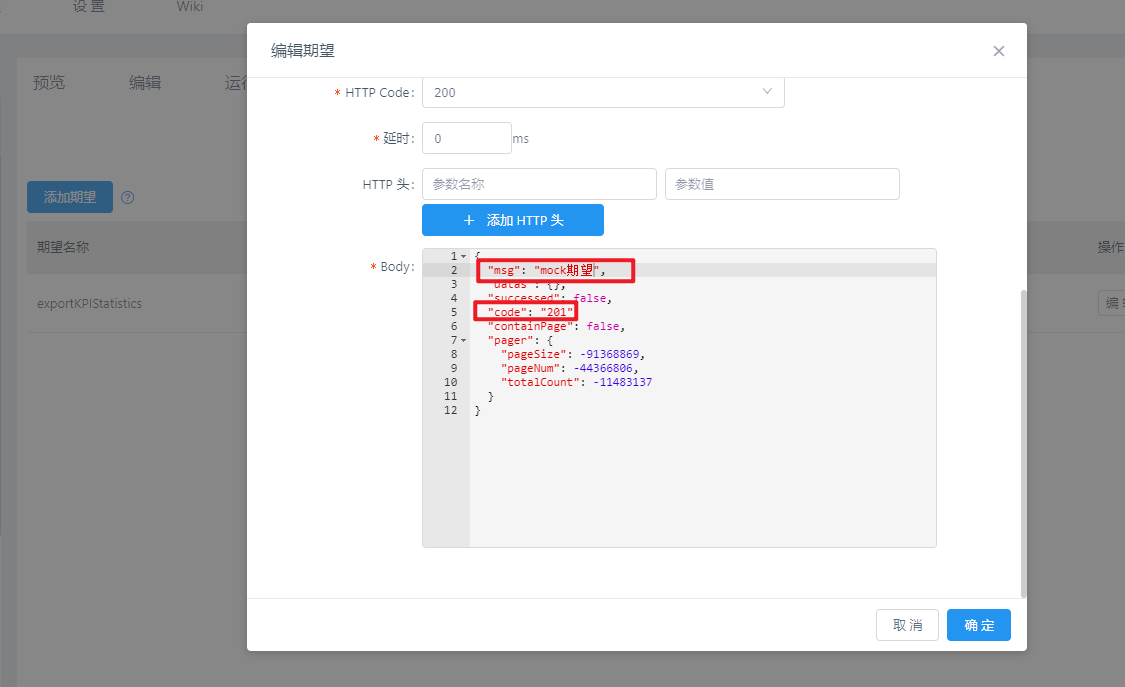 设 置 Wiki
编辑期望
预览 编辑 运行
* HTTP Code: 200
* 延时: 0 ms
HTTP 头: 参数名称 参数值
添加期望 ?
+ 添加 HTTP 头
期望名称 操作
* Body:
1 {
2 "msg": "mock期望",
3 "datas": {},
4 "successed": false,
5 "code": "201"
6 "containPage": false,
7 "pager": {
8 "pageSize": -91368869,
9 "pageNum": -44366806,
10 "totalCount": -11483137
11 }
12 }
exportKPIStatistics 编
取 消 确 定